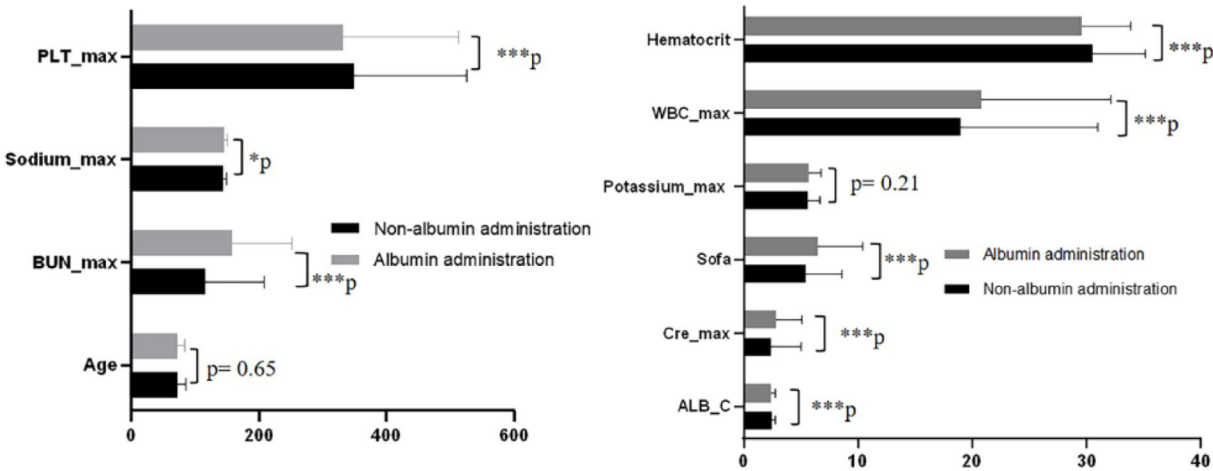 PLT_max
***p
Sodium_max
*p
Non-albumin administration
Albumin administration
BUN_max
***p
Age
p= 0.65
0 200 400 600
Hematocrit
***p
WBC_max
***p
Potassium_max
p= 0.21
Sofa
***p
Albumin administration
Non-albumin administration
Cre_max
***p
ALB_C
***p
0 10 20 30 40